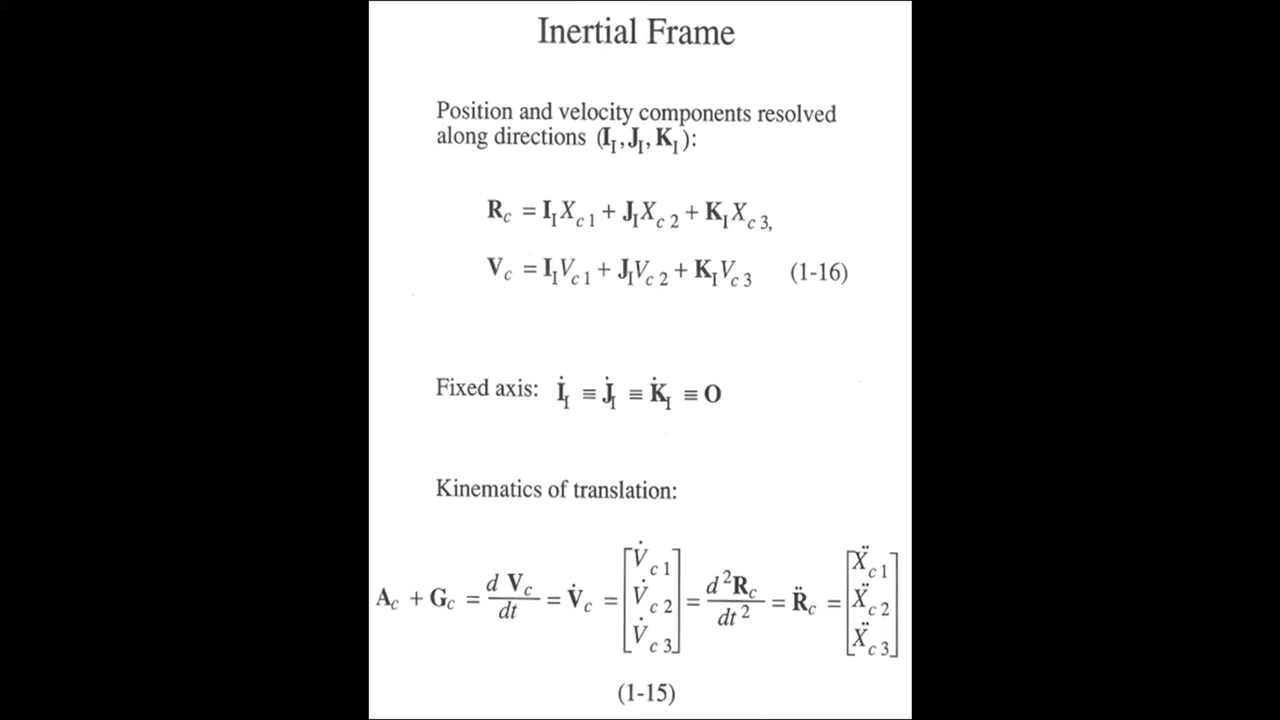 Inertial Frame
Position and velocity components resolved
along directions (I_I, J_I, K_I):
R_c = I_I X_c1 + J_I X_c2 + K_I X_c3,
V_c = I_I V_c1 + J_I V_c2 + K_I V_c3 (1-16)
Fixed axis: İ_I ≡ J̇_I ≡ K̇_I ≡ O
Kinematics of translation:
A_c + G_c = d V_c / dt = V̇_c = [V̇_c1 V̇_c2 V̇_c3] = d²R_c / dt² = R̈_c = [Ẍ_c1 Ẍ_c2 Ẍ_c3]
(1-15)